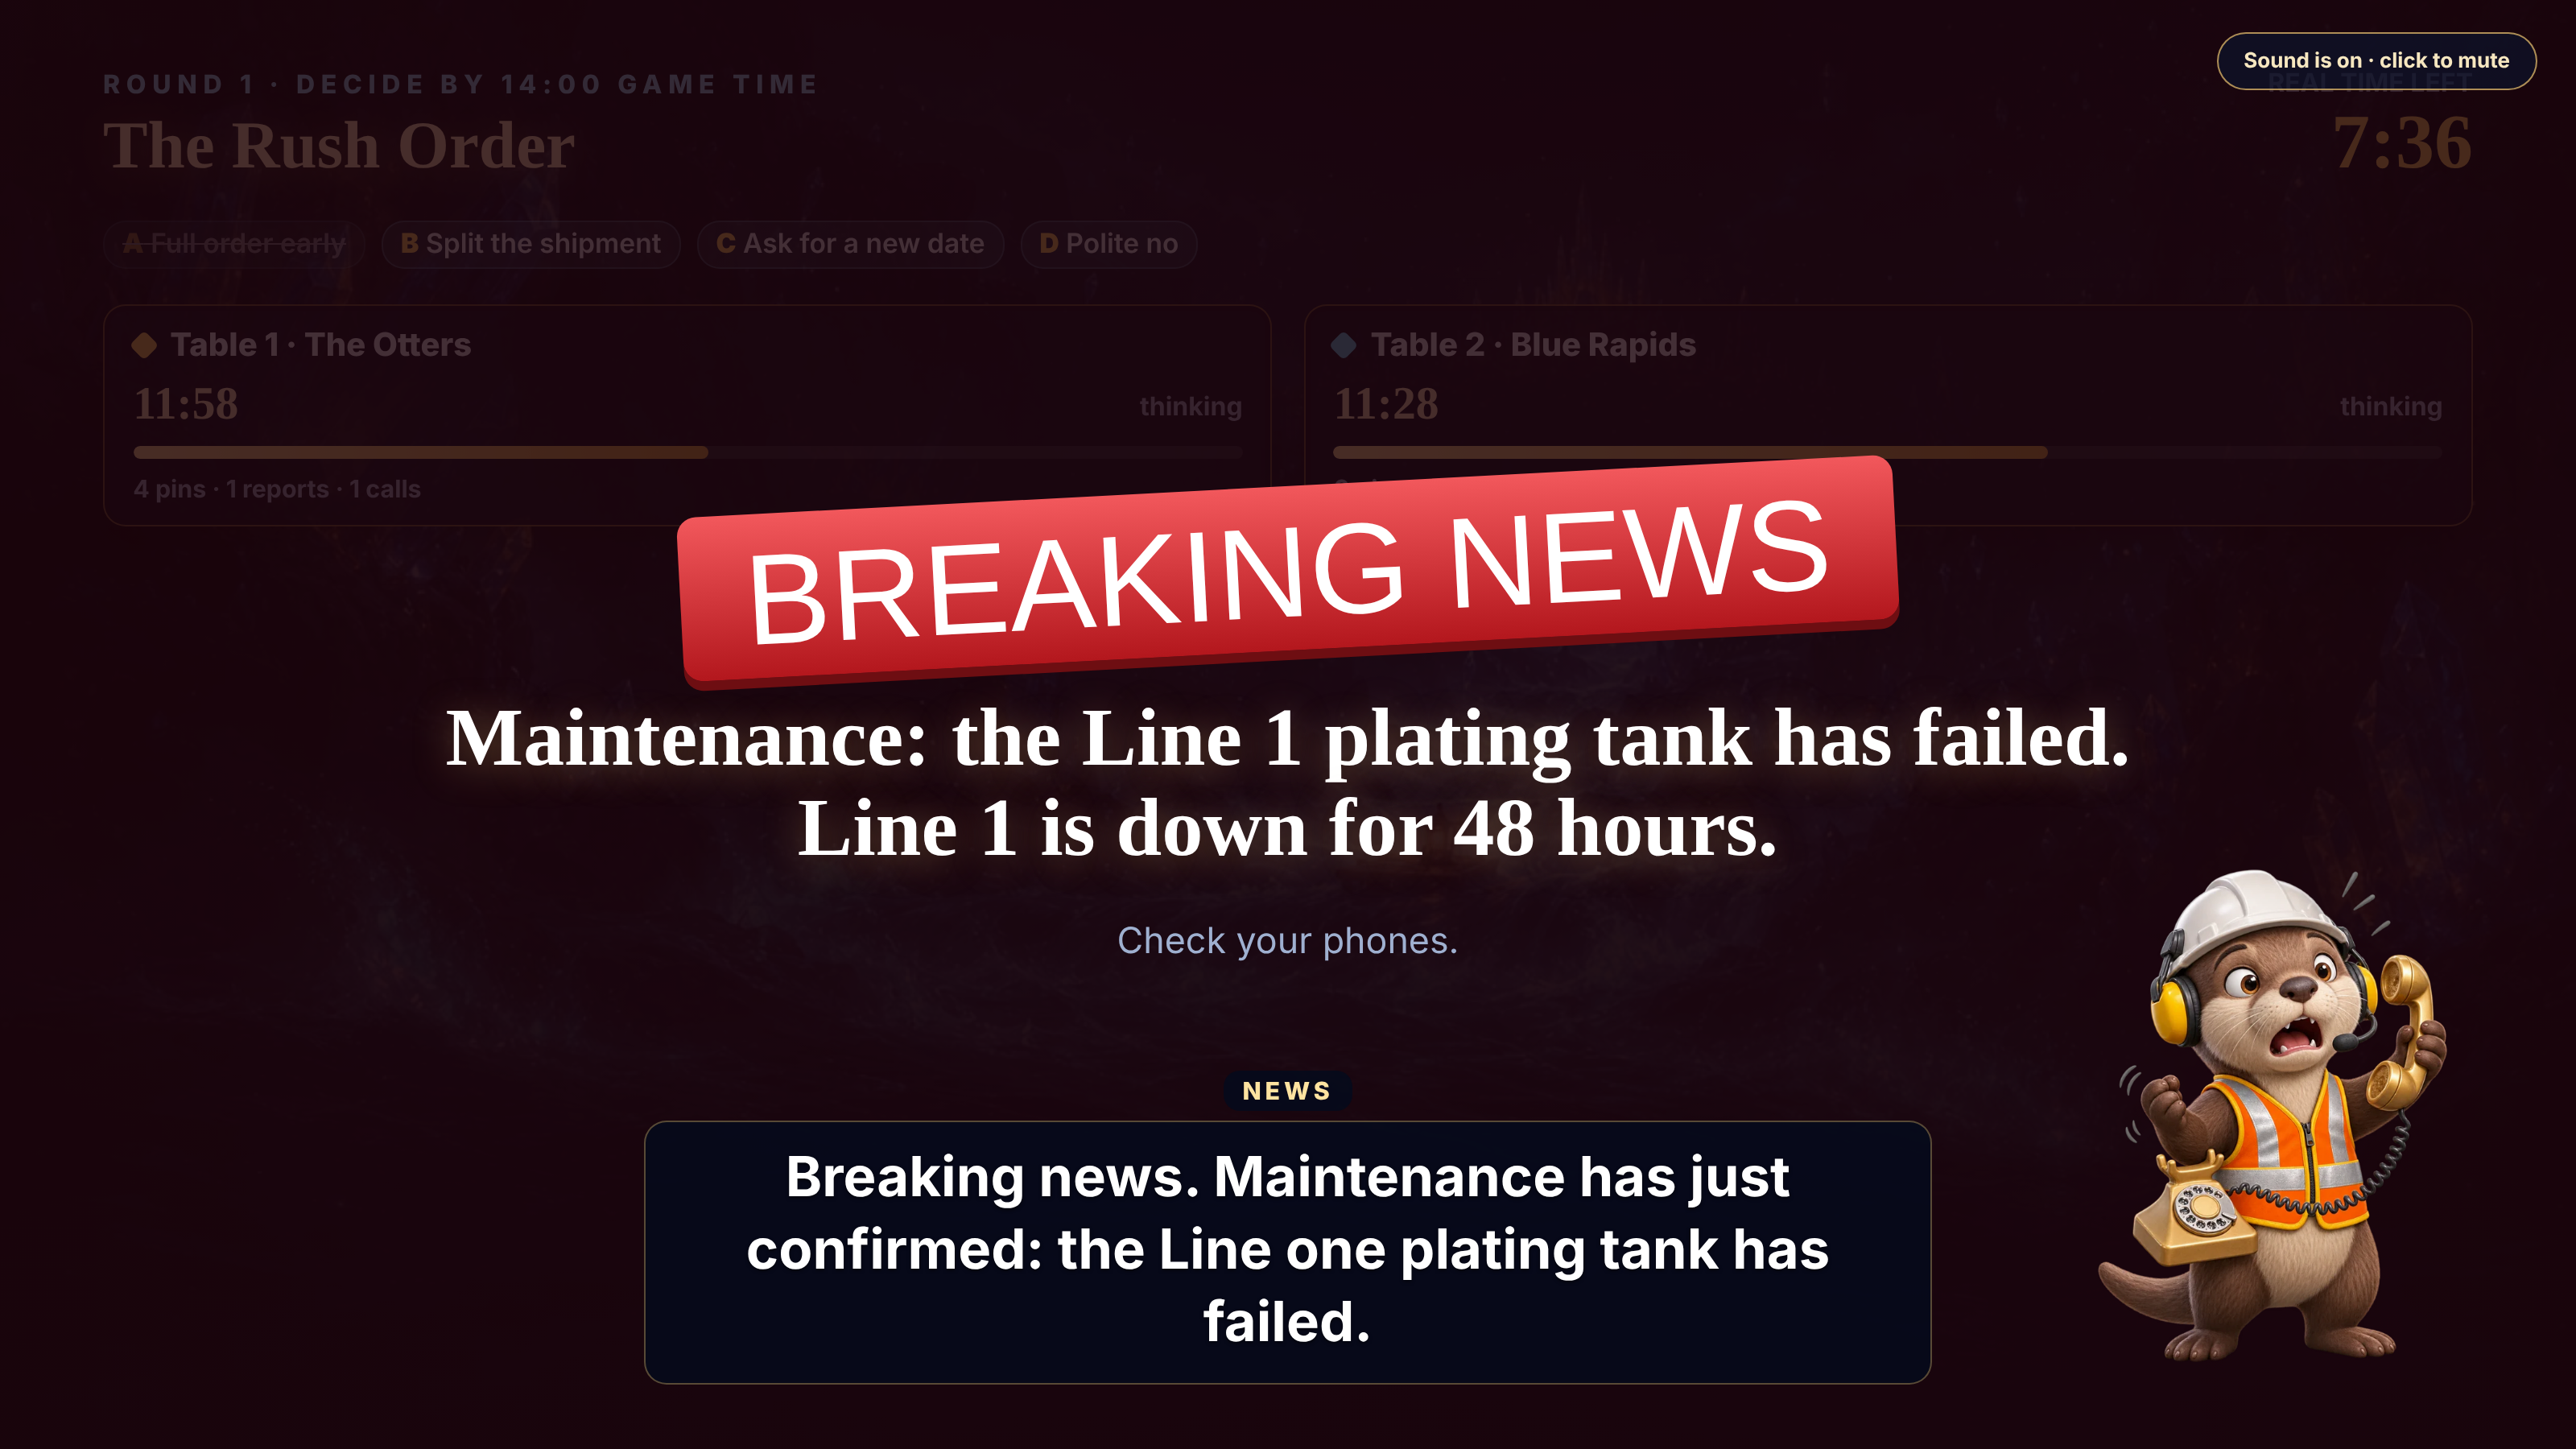 Sound is on · click to mute
ROUND 1 · DECIDE BY 14:00 GAME TIME
REAL TIME LEFT
The Rush Order
7:36
A Full order early
B Split the shipment
C Ask for a new date
D Polite no
Table 1 · The Otters
11:58
thinking
4 pins · 1 reports · 1 calls
Table 2 · Blue Rapids
11:28
thinking
BREAKING NEWS
Maintenance: the Line 1 plating tank has failed.
Line 1 is down for 48 hours.
Check your phones.
NEWS
Breaking news. Maintenance has just
confirmed: the Line one plating tank has
failed.